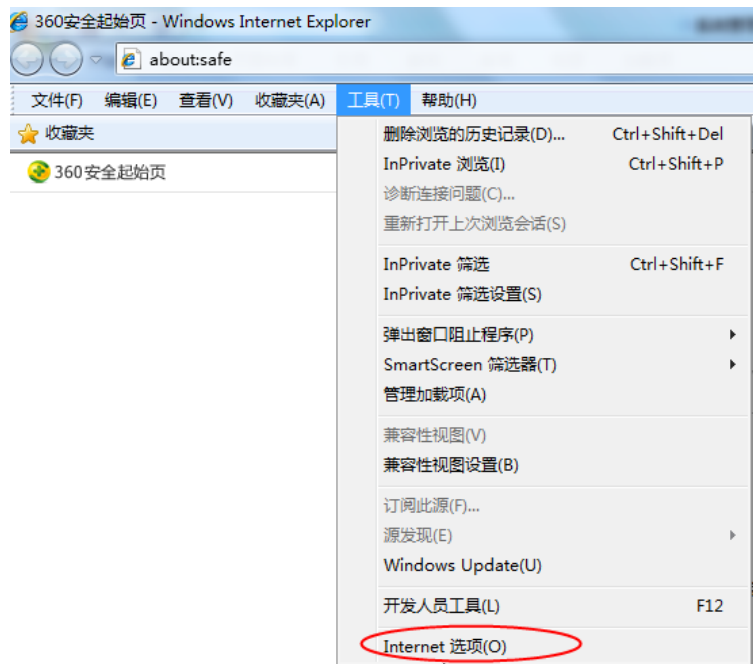 360安全起始页 - Windows Internet Explorer
about:safe
文件(F) 编辑(E) 查看(V) 收藏夹(A) 工具(T) 帮助(H)
收藏夹
360安全起始页
删除浏览的历史记录(D)... Ctrl+Shift+Del
InPrivate 浏览(I) Ctrl+Shift+P
诊断连接问题(C)...
重新打开上次浏览会话(S)
InPrivate 筛选 Ctrl+Shift+F
InPrivate 筛选设置(S)
弹出窗口阻止程序(P)
SmartScreen 筛选器(T)
管理加载项(A)
兼容性视图(V)
兼容性视图设置(B)
订阅此源(F)...
源发现(E)
Windows Update(U)
开发人员工具(L) F12
Internet 选项(O)